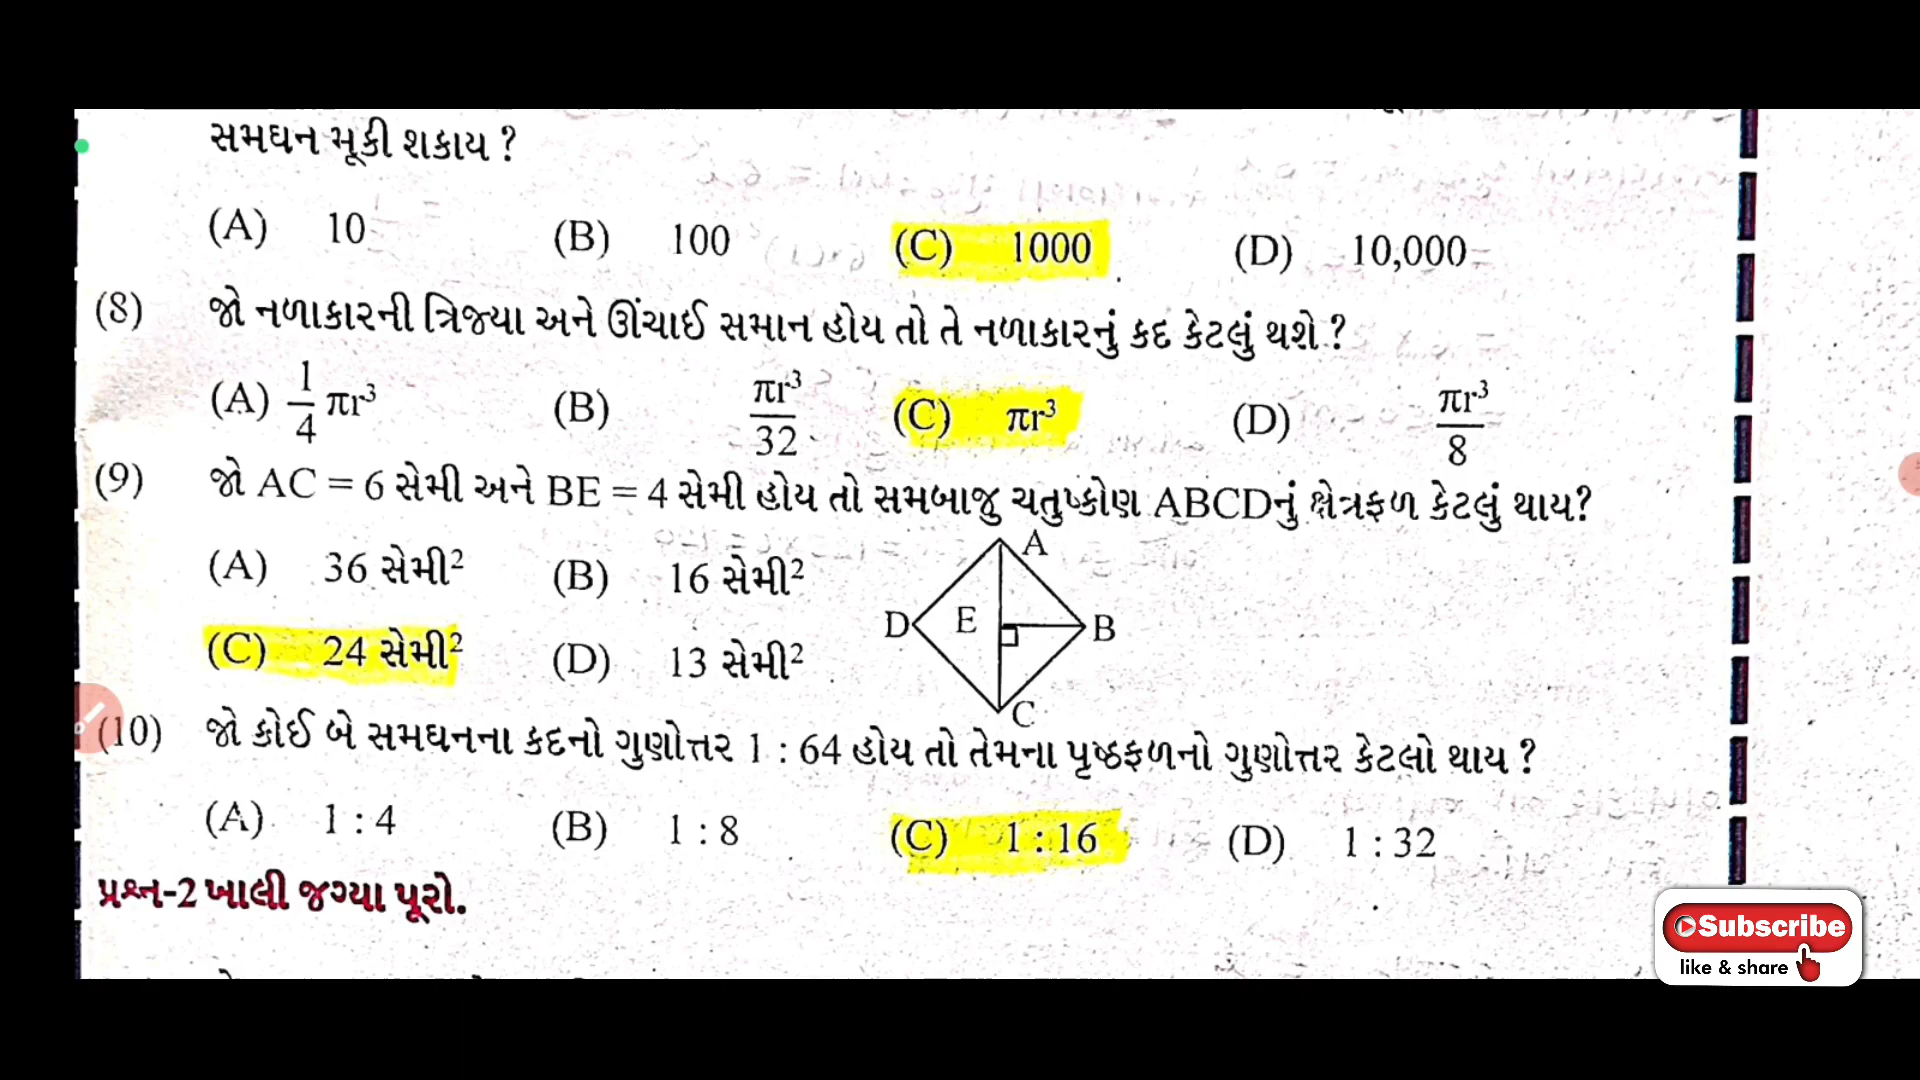 સમઘન મૂકી શકાય ?
(A) 10 (B) 100 (C) 1000 (D) 10,000
(8) જો નળાકારની ત્રિજ્યા અને ઊંચાઈ સમાન હોય તો તે નળાકારનું કદ કેટલું થશે ?
(A) 1/4 πr³ (B) πr³/32 (C) πr³ (D) πr³/8
(9) જો AC = 6 સેમી અને BE = 4 સેમી હોય તો સમબાજુ ચતુષ્કોણ ABCDનું ક્ષેત્રફળ કેટલું થાય?
(A) 36 સેમી² (B) 16 સેમી²
(C) 24 સેમી² (D) 13 સેમી²
A
D E B
C
(10) જો કોઈ બે સમઘનના કદનો ગુણોત્તર 1 : 64 હોય તો તેમના પૃષ્ઠફળનો ગુણોત્તર કેટલો થાય ?
(A) 1 : 4 (B) 1 : 8 (C) 1 : 16 (D) 1 : 32
પ્રશ્ન-2 ખાલી જગ્યા પૂરો.
Subscribe
like & share